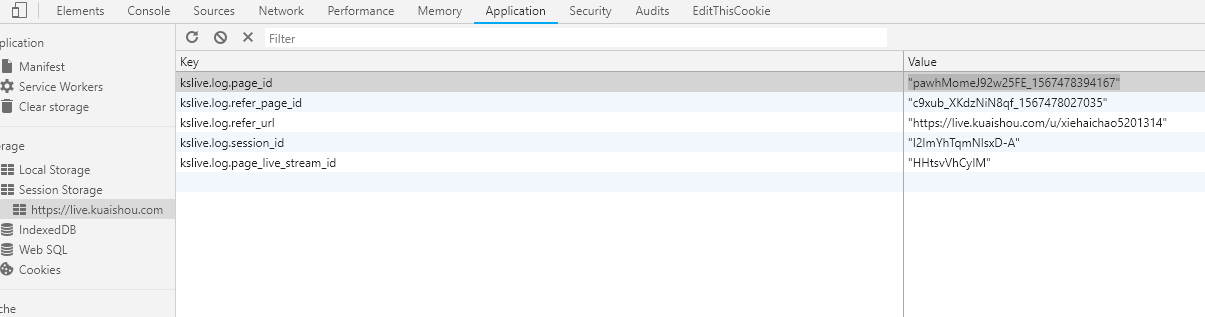 Elements Console Sources Network Performance Memory Application Security Audits EditThisCookie
plication
Filter
Manifest
Key Value
Service Workers
kslive.log.page_id "pawhMomeJ92w25FE_1567478394167"
Clear storage
kslive.log.refer_page_id "c9xub_XKdzNiN8qf_1567478027035"
kslive.log.refer_url "https://live.kuaishou.com/u/xiehaichao5201314"
orage
kslive.log.session_id "I2ImYhTqmNIsxD-A"
Local Storage
kslive.log.page_live_stream_id "HHtsvVhCyIM"
Session Storage
https://live.kuaishou.com
IndexedDB
Web SQL
Cookies
che